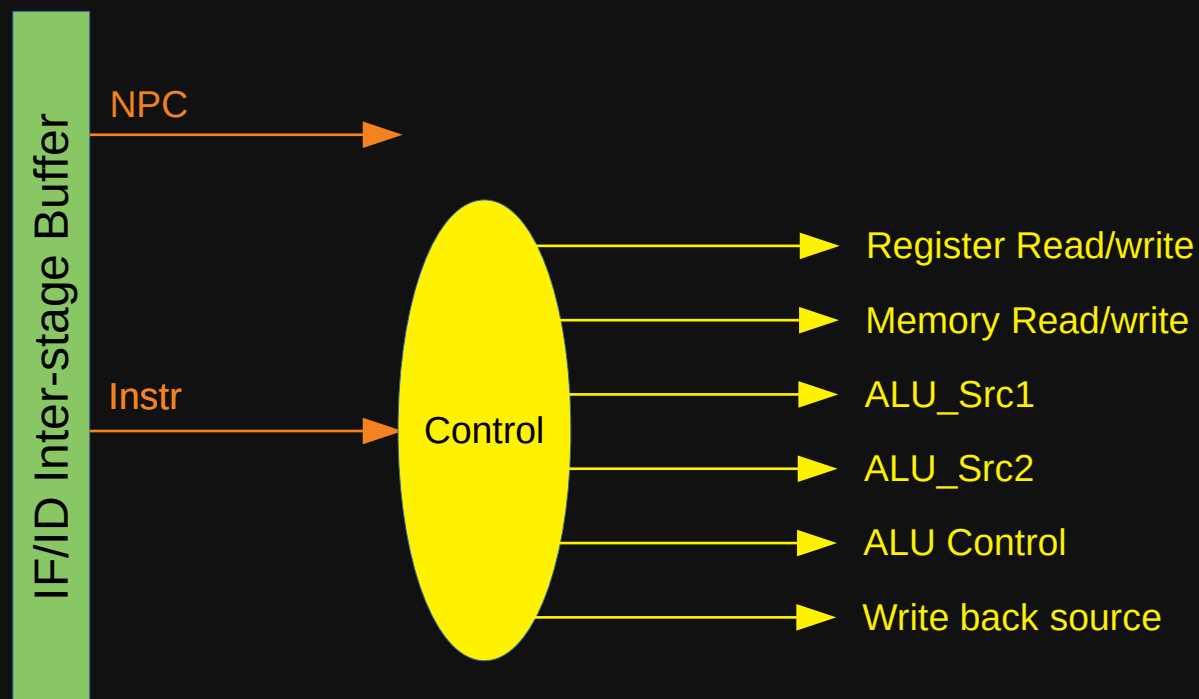 IF/ID Inter-stage Buffer
NPC
Instr
Control
Register Read/write
Memory Read/write
ALU_Src1
ALU_Src2
ALU Control
Write back source